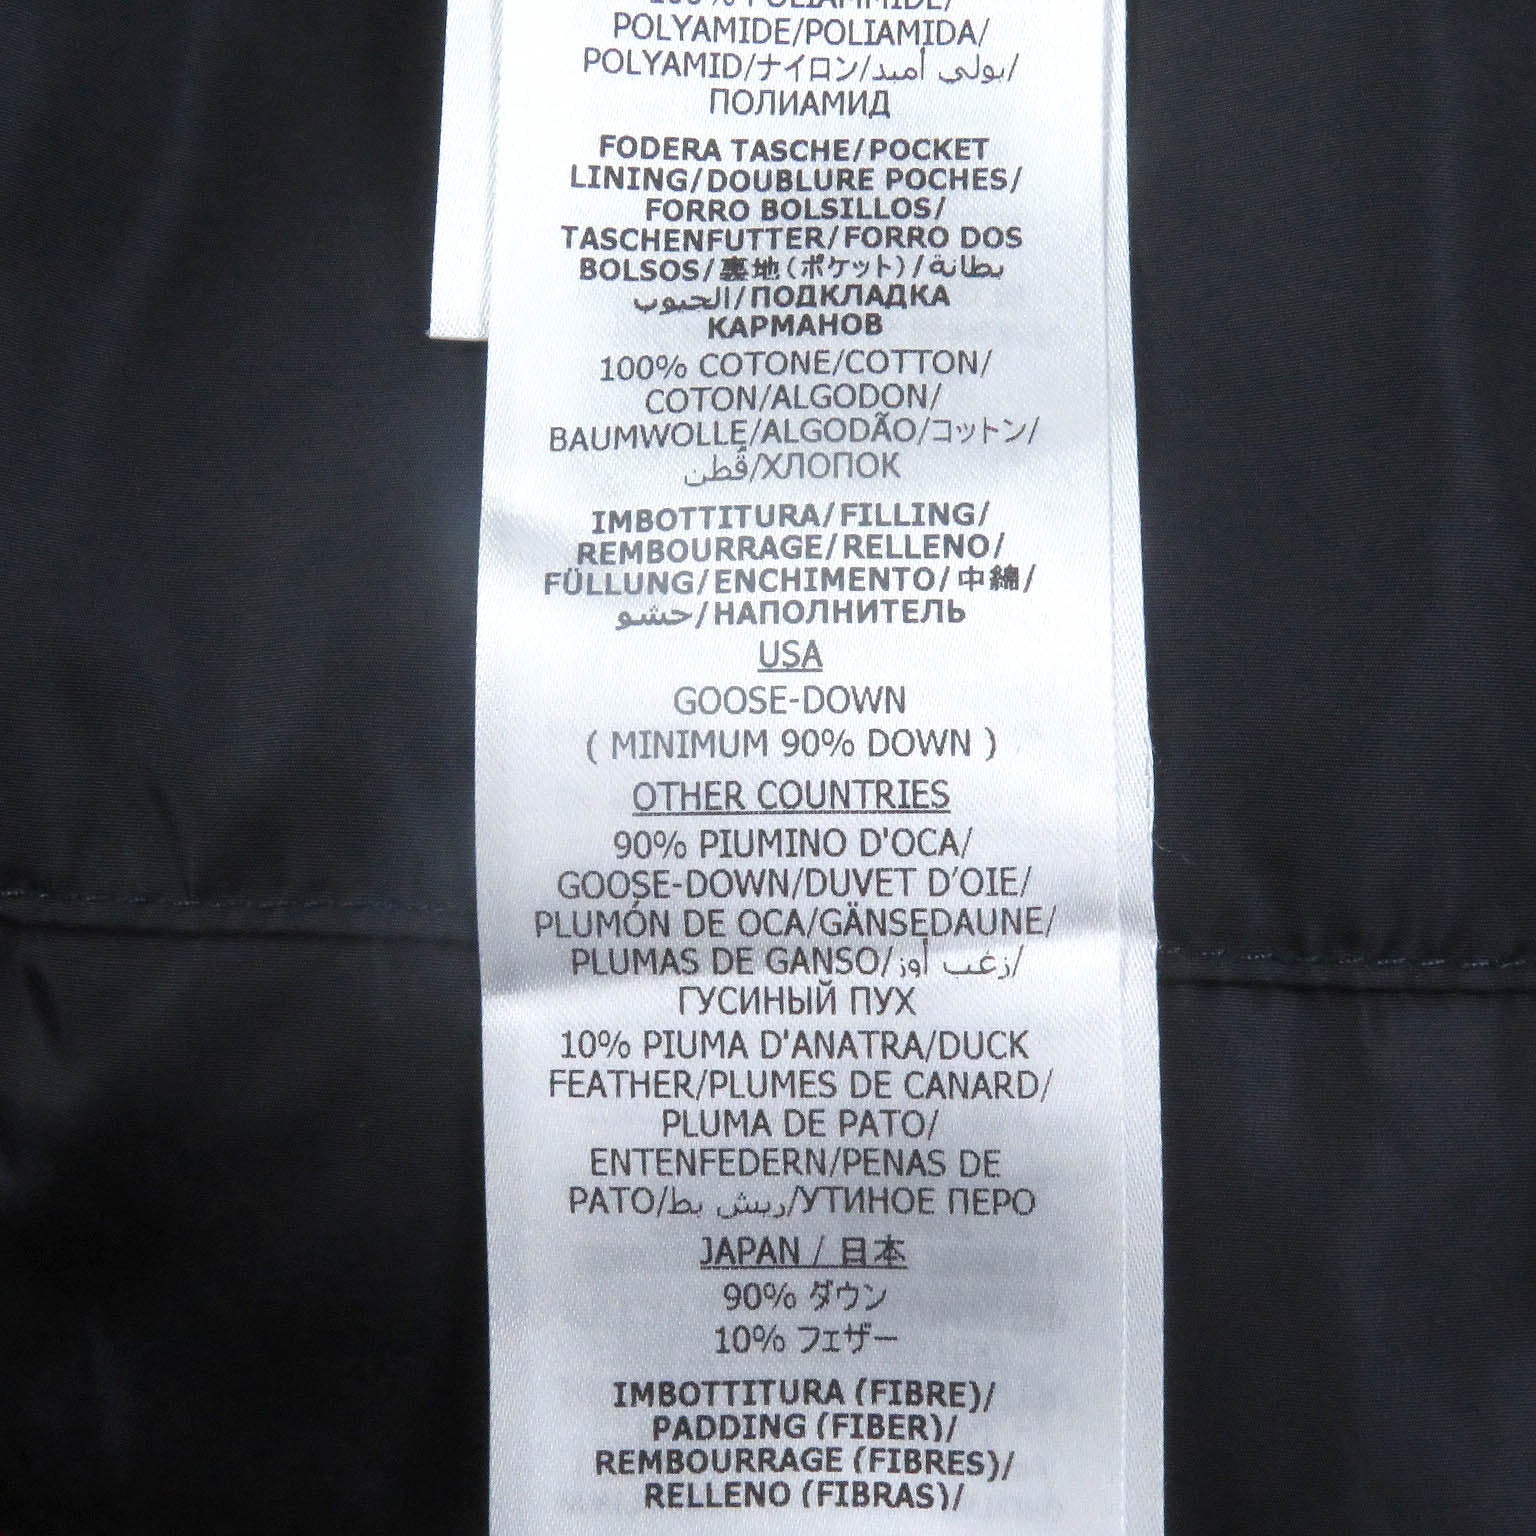 100% POLIAMMIDE/
POLYAMIDE/POLIAMIDA/
POLYAMID/ナイロン/بولي أميد/
ПОЛИАМИД
FODERA TASCHE/POCKET
LINING/DOUBLURE POCHES/
FORRO BOLSILLOS/
TASCHENFUTTER/FORRO DOS
BOLSOS/裏地(ポケット)/بطانة
الجيوب/ПОДКЛАДКА
КАРМАНОВ
100% COTONE/COTTON/
COTON/ALGODON/
BAUMWOLLE/ALGODÃO/コットン/
قُطن/ХЛОПОК
IMBOTTITURA/FILLING/
REMBOURRAGE/RELLENO/
FÜLLUNG/ENCHIMENTO/中綿/
حشو/НАПОЛНИТЕЛЬ
USA
GOOSE-DOWN
( MINIMUM 90% DOWN )
OTHER COUNTRIES
90% PIUMINO D'OCA/
GOOSE-DOWN/DUVET D'OIE/
PLUMÓN DE OCA/GÄNSEDAUNE/
PLUMAS DE GANSO/زغب أوز/
ГУСИНЫЙ ПУХ
10% PIUMA D'ANATRA/DUCK
FEATHER/PLUMES DE CANARD/
PLUMA DE PATO/
ENTENFEDERN/PENAS DE
PATO/ريش بط/УТИНОЕ ПЕРО
JAPAN / 日本
90% ダウン
10% フェザー
IMBOTTITURA (FIBRE)/
PADDING (FIBER)/
REMBOURRAGE (FIBRES)/
RELLENO (FIBRAS)/